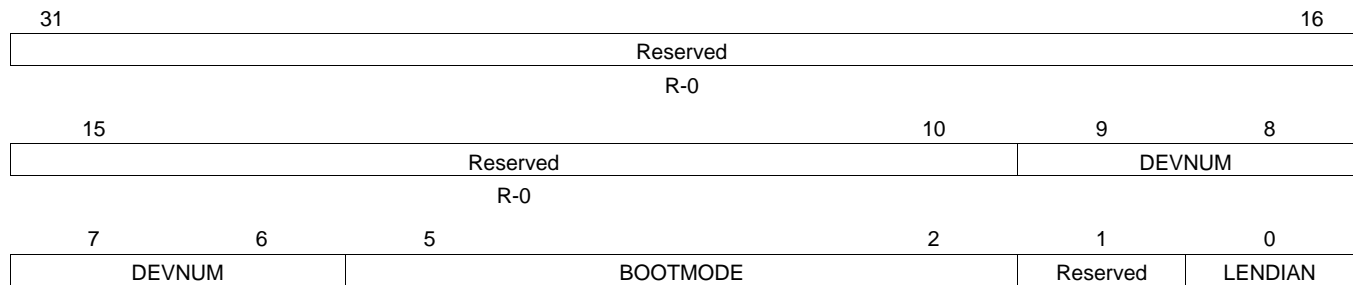 31 16
Reserved
R-0
15 10 9 8
Reserved DEVNUM
R-0
7 6 5 2 1 0
DEVNUM BOOTMODE Reserved LENDIAN